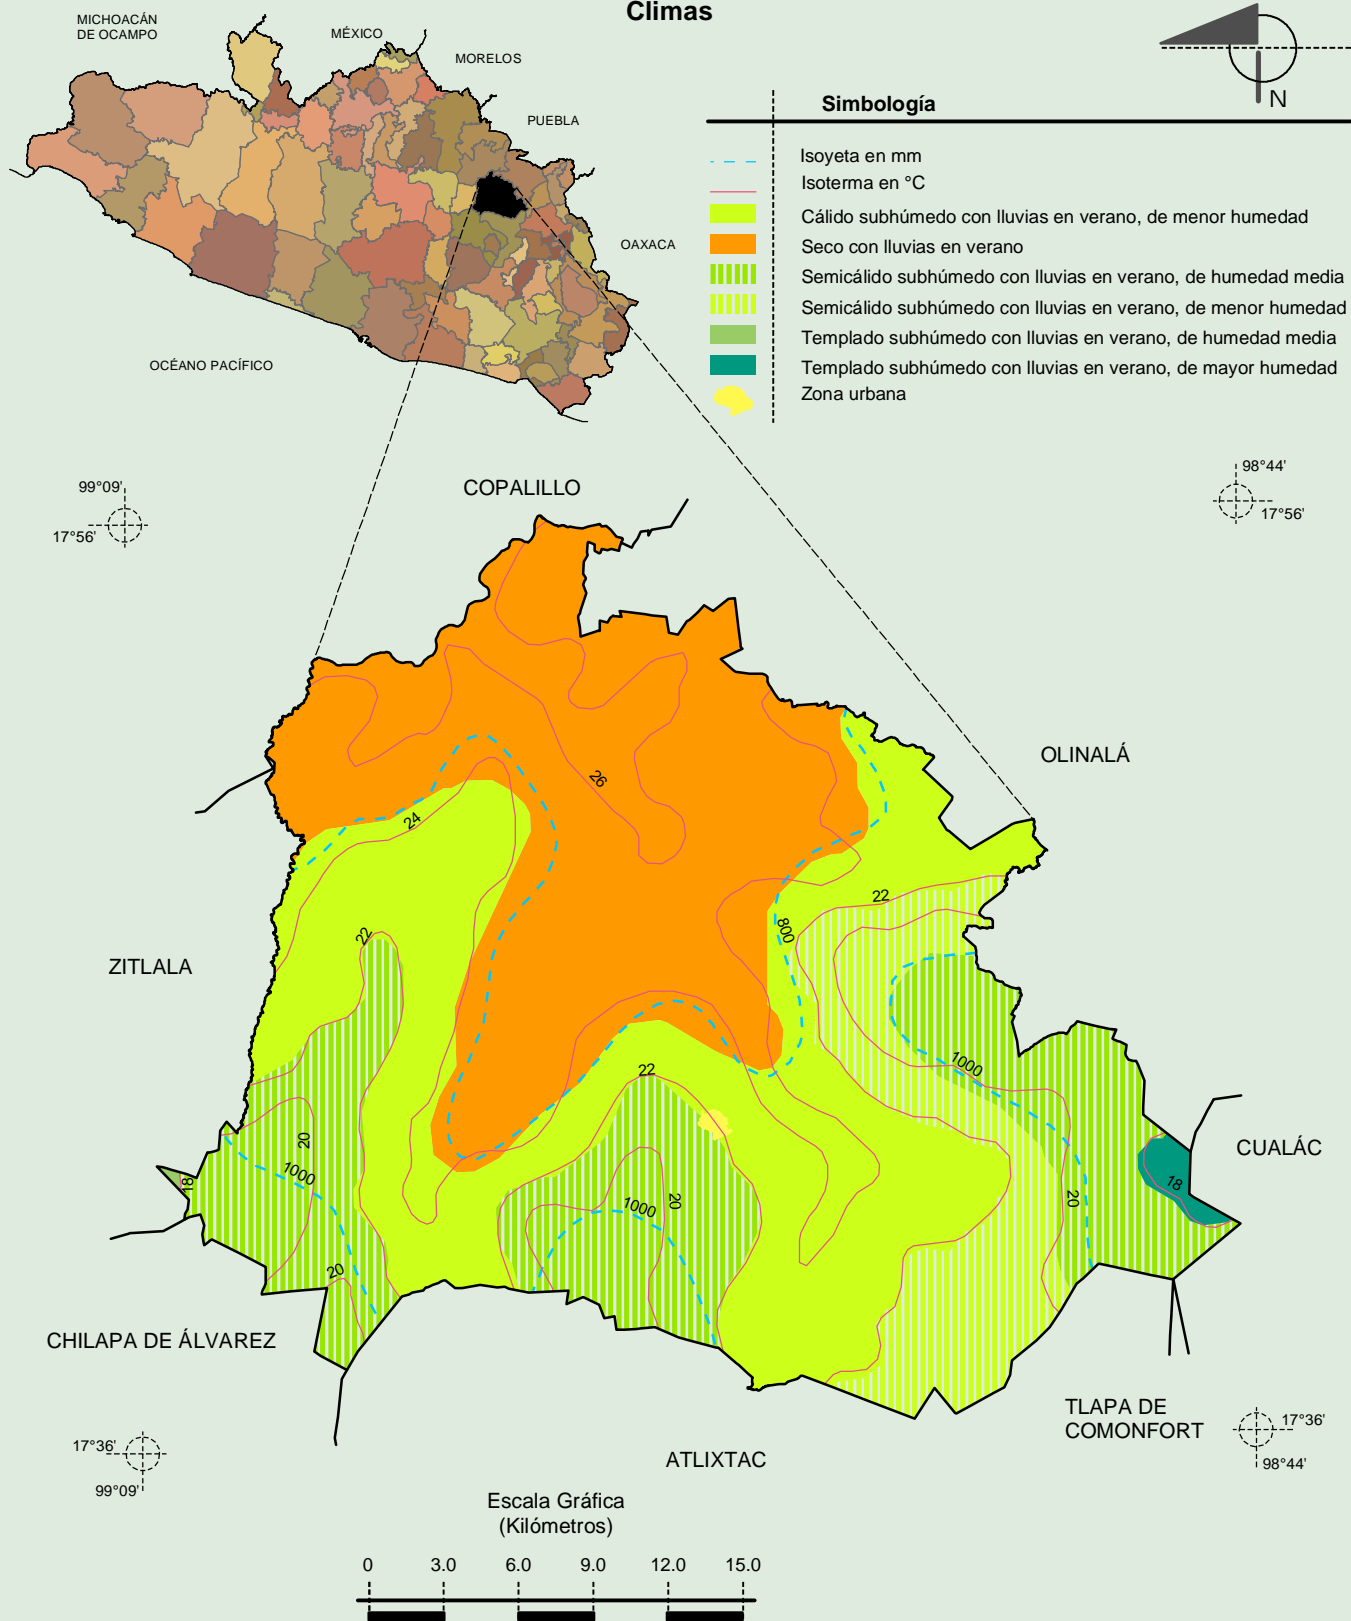 Climas
MICHOACÁN
DE OCAMPO
MÉXICO
MORELOS
PUEBLA
OAXACA
OCÉANO PACÍFICO
N
Simbología
Isoyeta en mm
Isoterma en °C
Cálido subhúmedo con lluvias en verano, de menor humedad
Seco con lluvias en verano
Semicálido subhúmedo con lluvias en verano, de humedad media
Semicálido subhúmedo con lluvias en verano, de menor humedad
Templado subhúmedo con lluvias en verano, de humedad media
Templado subhúmedo con lluvias en verano, de mayor humedad
Zona urbana
99°09'
17°56'
98°44'
17°56'
COPALILLO
OLINALÁ
26
24
22
800
22
ZITLALA
1000
22
20
1000
18
20
1000
20
20
18
CUALÁC
CHILAPA DE ÁLVAREZ
TLAPA DE
COMONFORT
ATLIXTAC
17°36'
99°09'
17°36'
98°44'
Escala Gráfica
(Kilómetros)
0 3.0 6.0 9.0 12.0 15.0